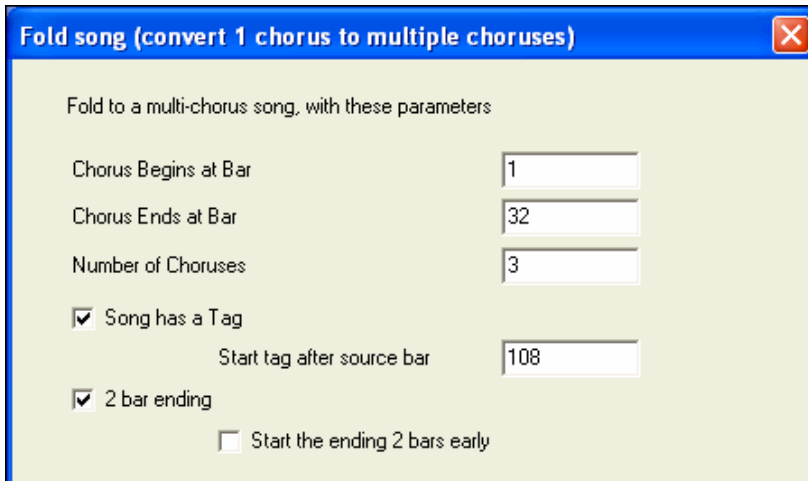 Fold song (convert 1 chorus to multiple choruses)
Fold to a multi-chorus song, with these parameters
Chorus Begins at Bar 1
Chorus Ends at Bar 32
Number of Choruses 3
Song has a Tag
Start tag after source bar 108
2 bar ending
Start the ending 2 bars early